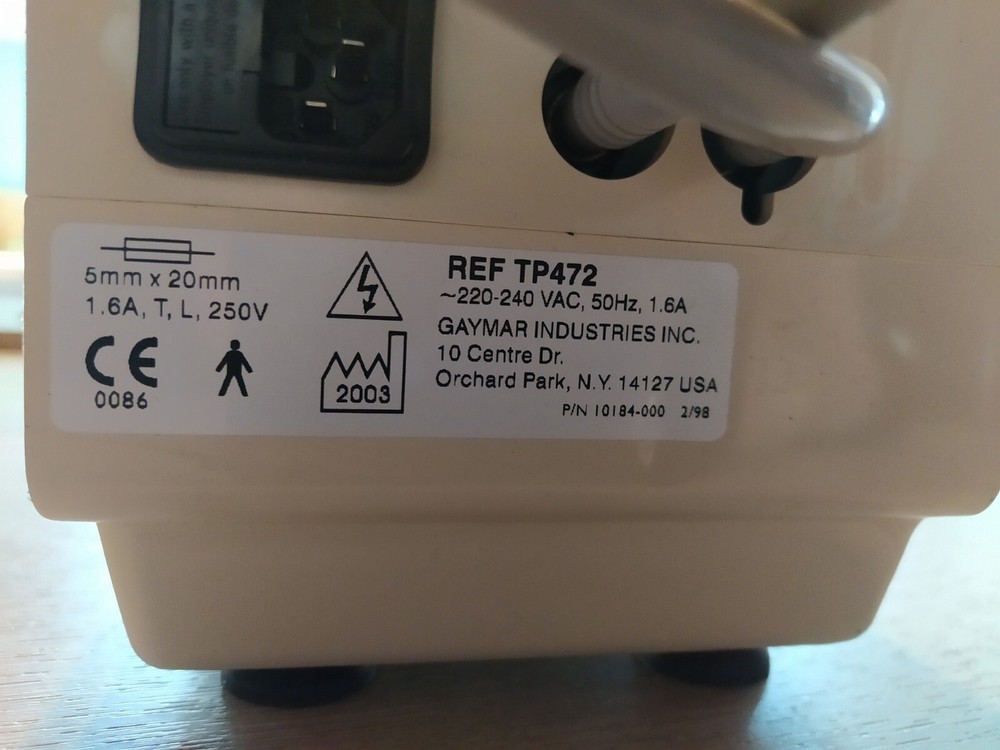 5mm x 20mm
1.6A, T, L, 250V
CE
0086
2003
REF TP472
~220-240 VAC, 50Hz, 1.6A
GAYMAR INDUSTRIES INC.
10 Centre Dr.
Orchard Park, N.Y. 14127 USA
P/N 10184-000 2/98